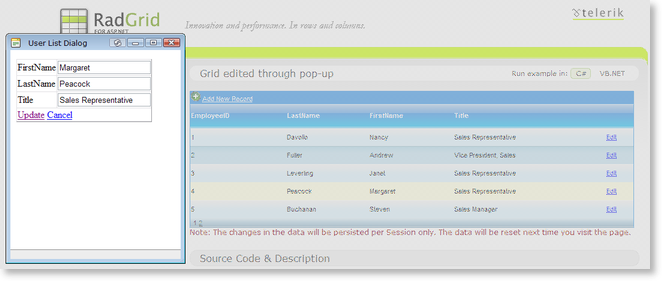 RadGrid
FOR ASP.NET
Innovation and performance. In rows and columns.
telerik
User List Dialog
FirstName Margaret
LastName Peacock
Title Sales Representative
Update Cancel
Grid edited through pop-up
Run example in: C# VB.NET
Add New Record
EmployeeID LastName FirstName Title
1 Davolio Nancy Sales Representative Edit
2 Fuller Andrew Vice President, Sales Edit
3 Levering Janet Sales Representative Edit
4 Peacock Margaret Sales Representative Edit
5 Buchanan Steven Sales Manager Edit
1 2
Note: The changes in the data will be persisted per Session only. The data will be reset next time you visit the page.
Source Code & Description